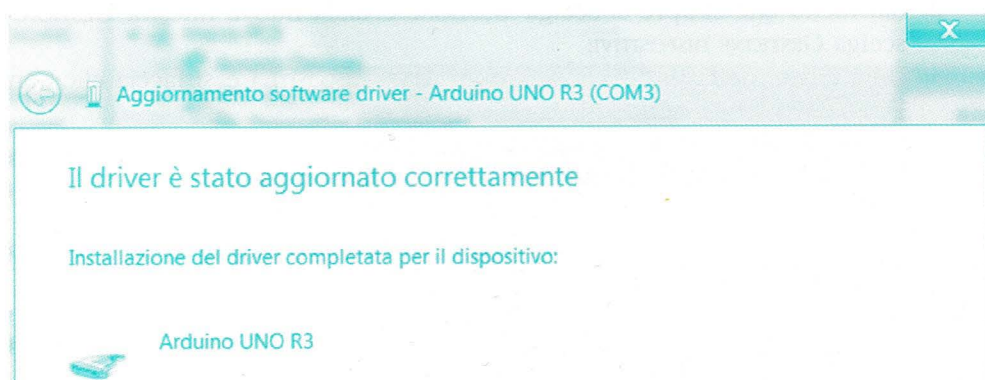 Aggiornamento software driver - Arduino UNO R3 (COM3)
Il driver è stato aggiornato correttamente
Installazione del driver completata per il dispositivo:
Arduino UNO R3